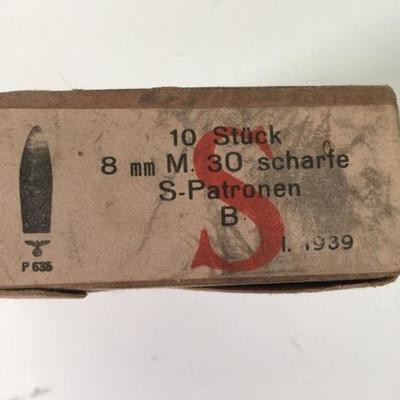 10 Stück
8 mm M. 30 scharfe
S-Patronen
B
S
I. 1939
P 635